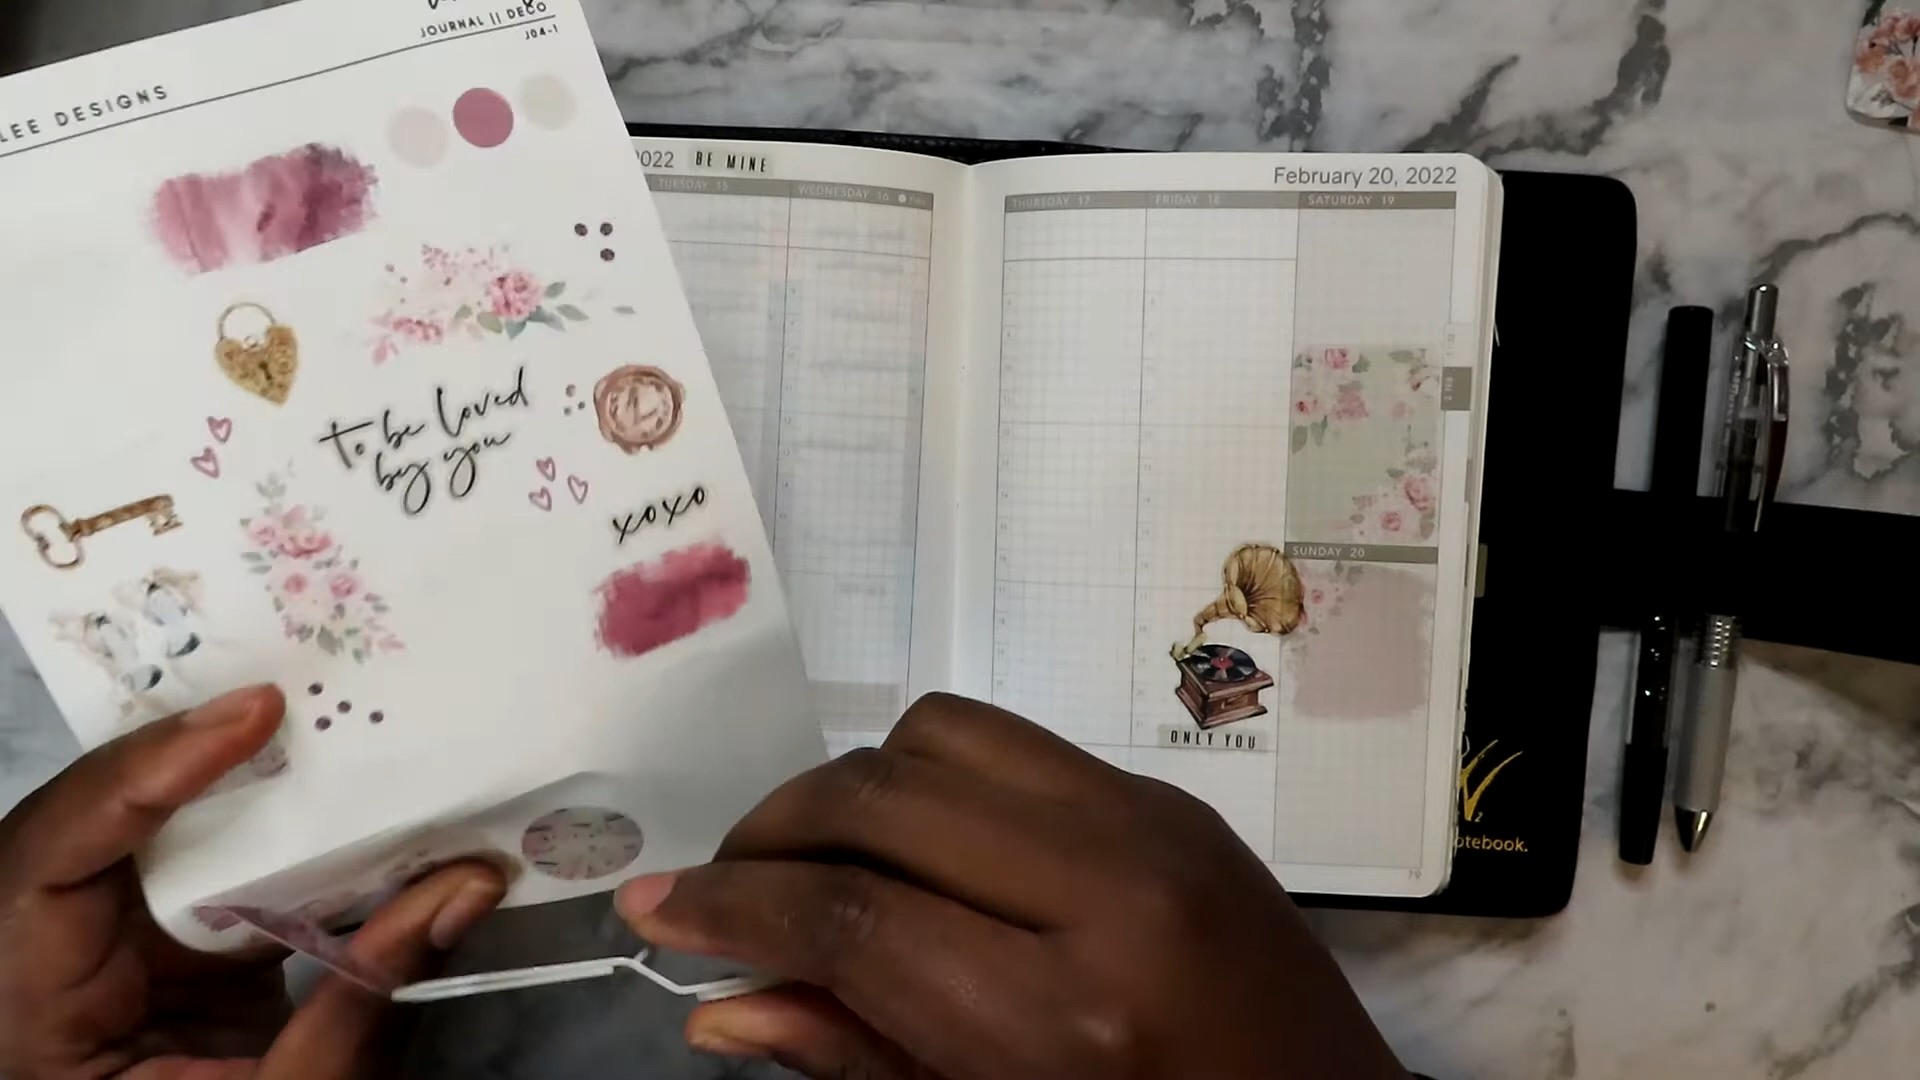 JOURNAL || DECO
J04-1
LEE DESIGNS
to be loved
by you
xoxo
2022
BE MINE
TUESDAY 15
WEDNESDAY 16
February 20, 2022
THURSDAY 17
FRIDAY 18
SATURDAY 19
SUNDAY 20
ONLY YOU
otebook.
79